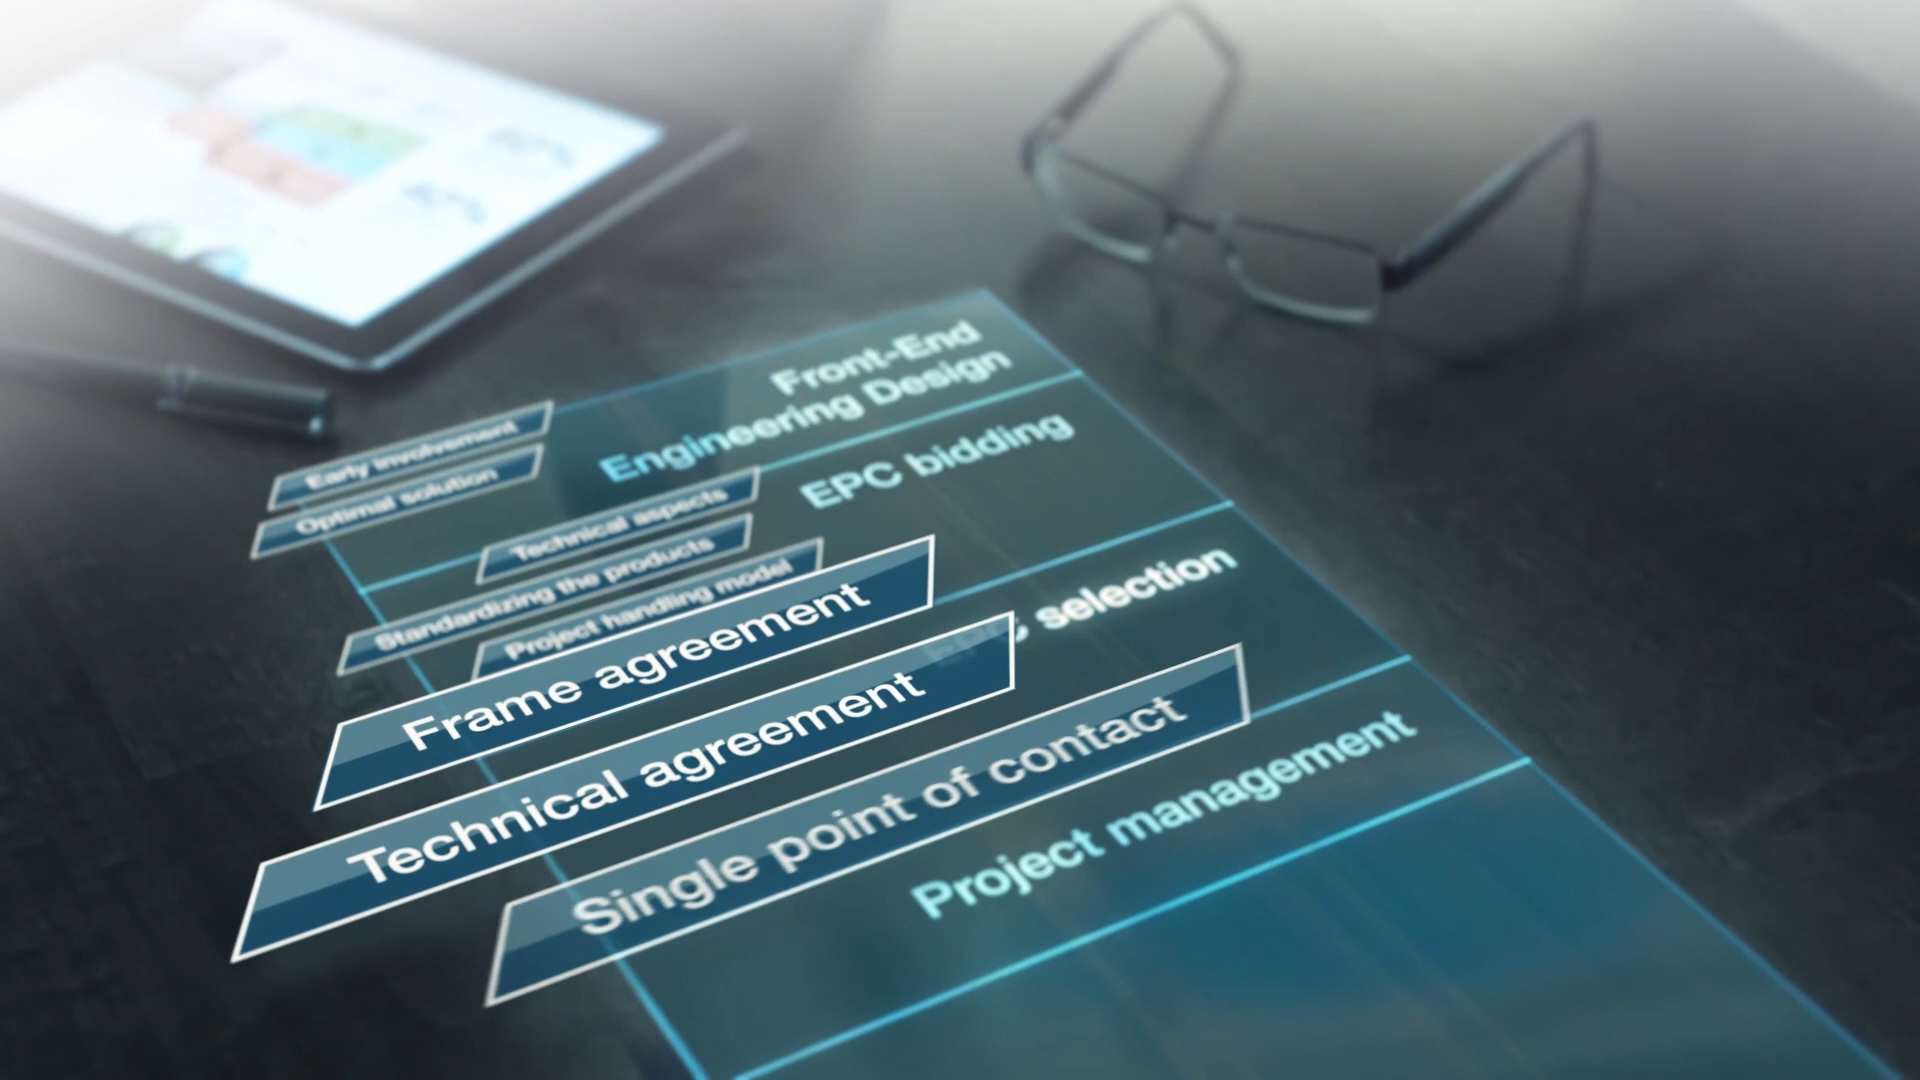 Front-End
Engineering Design
Early involvement
Optimal solution
EPC bidding
Technical aspects
Standardizing the products
Project handling model
EPC selection
Frame agreement
Technical agreement
Single point of contact
Project management